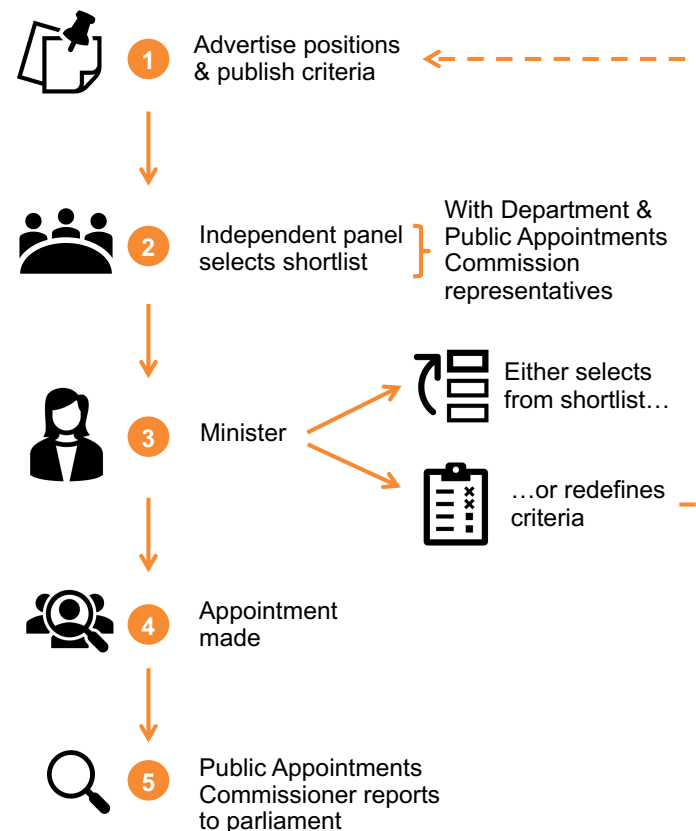 1
Advertise positions
& publish criteria
2
Independent panel
selects shortlist
With Department &
Public Appointments
Commission
representatives
3
Minister
Either selects
from shortlist…
…or redefines
criteria
4
Appointment
made
5
Public Appointments
Commissioner reports
to parliament